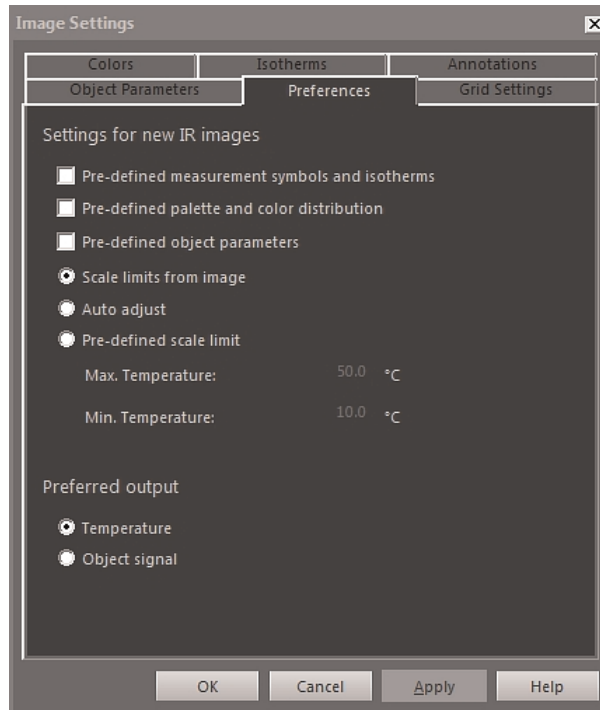 Image Settings
Colors Isotherms Annotations
Object Parameters Preferences Grid Settings
Settings for new IR images
Pre-defined measurement symbols and isotherms
Pre-defined palette and color distribution
Pre-defined object parameters
Scale limits from image
Auto adjust
Pre-defined scale limit
Max. Temperature: 50.0 °C
Min. Temperature: 10.0 °C
Preferred output
Temperature
Object signal
OK Cancel Apply Help